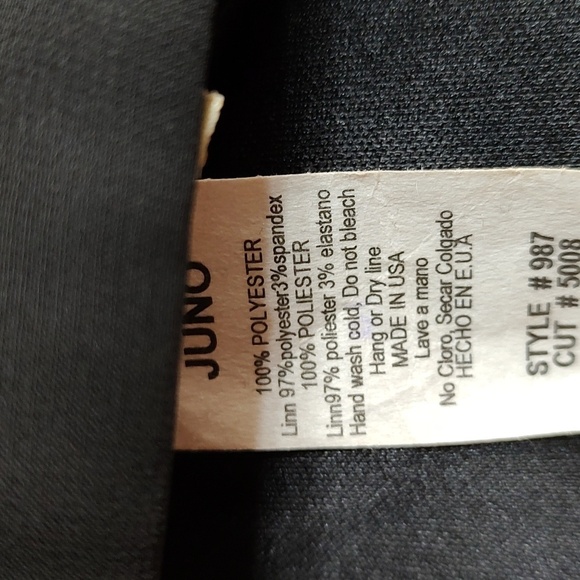 JUNO
100% POLYESTER
Linn 97%polyester3%spandex
100% POLIESTER
Linn97% poliester 3% elastano
Hand wash cold, Do not bleach
Hang or Dry line
MADE IN USA
Lave a mano
No Cloro, Secar Colgado
HECHO EN E.U.A
STYLE # 987
CUT # 5008